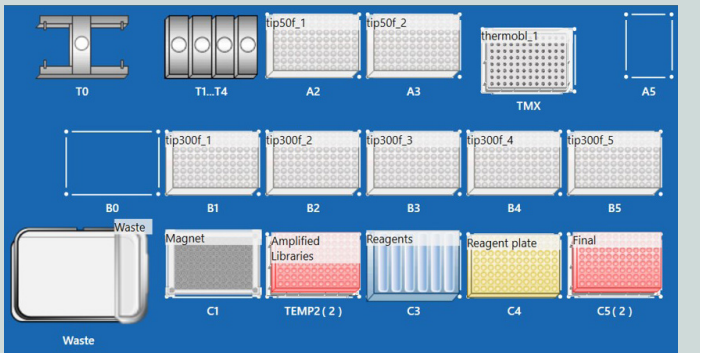 tip50f_1
tip50f_2
thermobl_1
T0
T1...T4
A2
A3
TMX
A5
tip300f_1
tip300f_2
tip300f_3
tip300f_4
tip300f_5
B0
B1
B2
B3
B4
B5
Waste
Magnet
Amplified
Libraries
Reagents
Reagent plate
Final
C1
TEMP2 ( 2 )
C3
C4
C5 ( 2 )
Waste